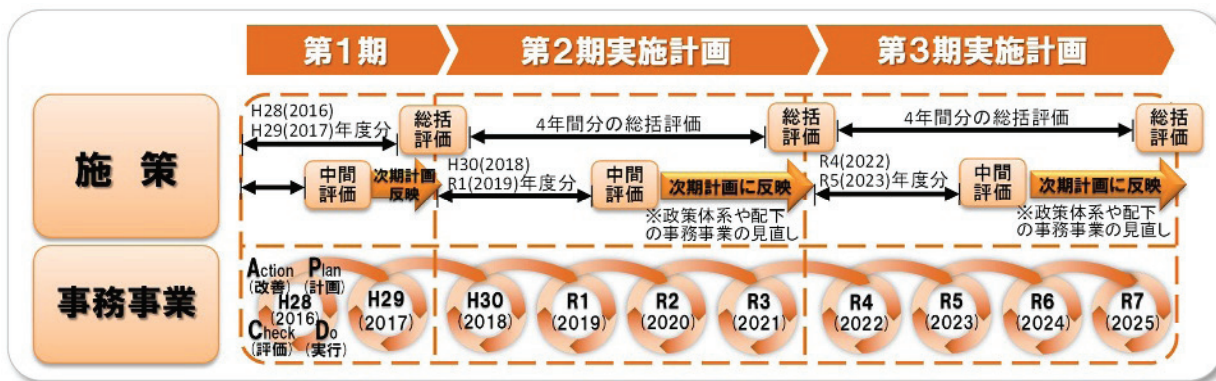 第1期
第2期実施計画
第3期実施計画
施 策
H28(2016)
H29(2017)年度分
総括
評価
4年間分の総括評価
総括
評価
4年間分の総括評価
総括
評価
中間
評価
次期計画
反映
H30(2018)
R1(2019)年度分
中間
評価
次期計画に反映
※政策体系や配下
の事務事業の見直し
R4(2022)
R5(2023)年度分
中間
評価
次期計画に反映
※政策体系や配下
の事務事業の見直し
事務事業
Action
(改善)
Plan
(計画)
Check
(評価)
Do
(実行)
H28
(2016)
H29
(2017)
H30
(2018)
R1
(2019)
R2
(2020)
R3
(2021)
R4
(2022)
R5
(2023)
R6
(2024)
R7
(2025)